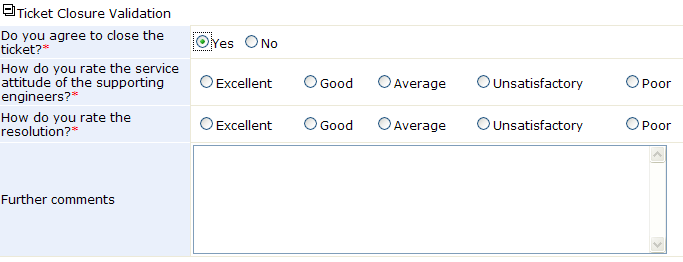 Ticket Closure Validation
Do you agree to close the
ticket?*
Yes No
How do you rate the service
attitude of the supporting
engineers?*
Excellent Good Average Unsatisfactory Poor
How do you rate the
resolution?*
Excellent Good Average Unsatisfactory Poor
Further comments